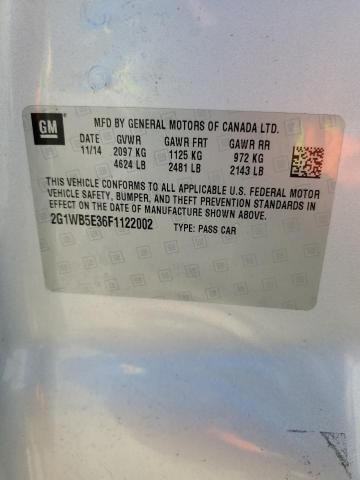 GM
MFD BY GENERAL MOTORS OF CANADA LTD.
DATE GVWR GAWR FRT GAWR RR
11/14 2097 KG 1125 KG 972 KG
4624 LB 2481 LB 2143 LB
THIS VEHICLE CONFORMS TO ALL APPLICABLE U.S. FEDERAL MOTOR
VEHICLE SAFETY, BUMPER, AND THEFT PREVENTION STANDARDS IN
EFFECT ON THE DATE OF MANUFACTURE SHOWN ABOVE.
2G1WB5E36F1122002 TYPE: PASS CAR